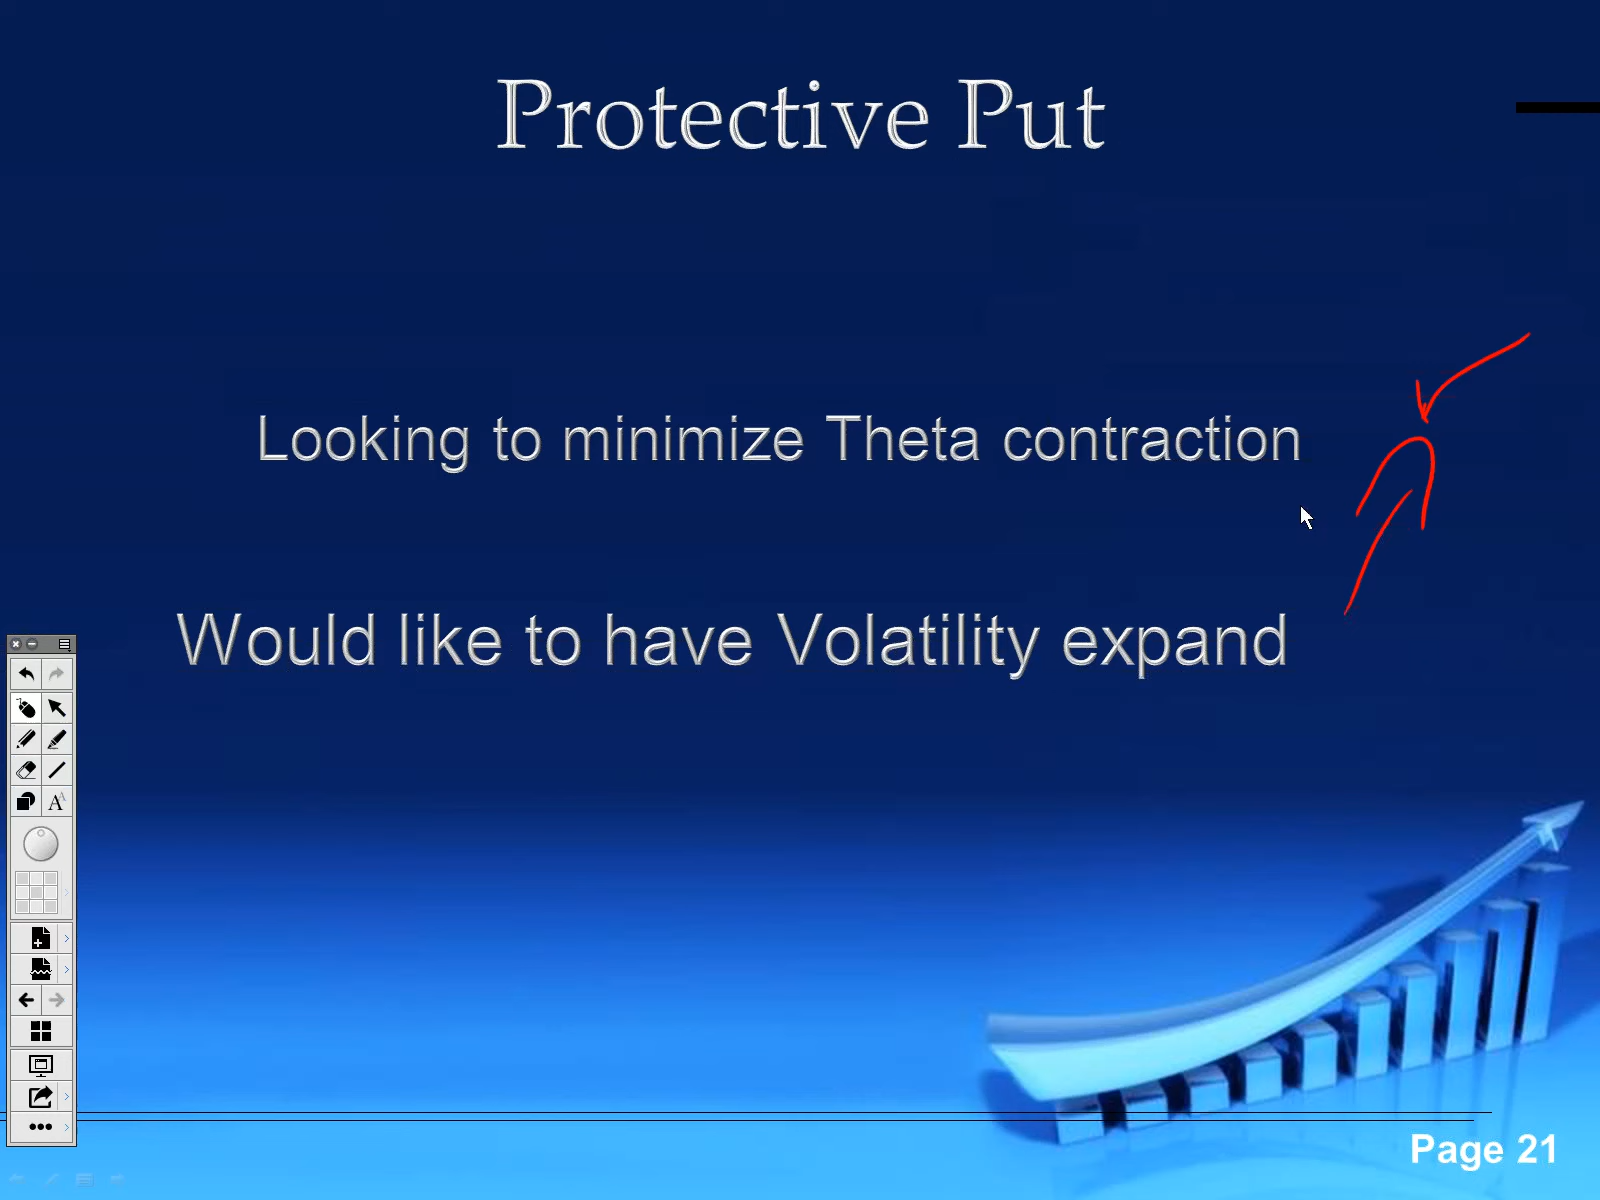 Protective Put
Looking to minimize Theta contraction
Would like to have Volatility expand
Page 21